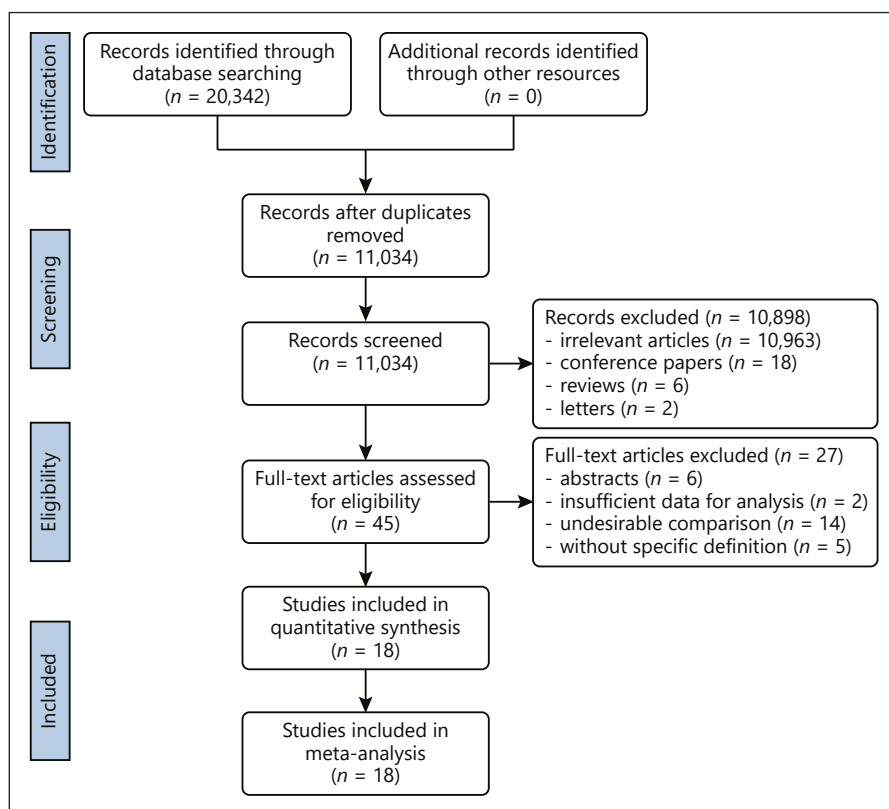 Identification
Records identified through
database searching
(n = 20,342)
Additional records identified
through other resources
(n = 0)
Screening
Records after duplicates
removed
(n = 11,034)
Records screened
(n = 11,034)
Records excluded (n = 10,898)
- irrelevant articles (n = 10,963)
- conference papers (n = 18)
- reviews (n = 6)
- letters (n = 2)
Eligibility
Full-text articles assessed
for eligibility
(n = 45)
Full-text articles excluded (n = 27)
- abstracts (n = 6)
- insufficient data for analysis (n = 2)
- undesirable comparison (n = 14)
- without specific definition (n = 5)
Included
Studies included in
quantitative synthesis
(n = 18)
Studies included in
meta-analysis
(n = 18)